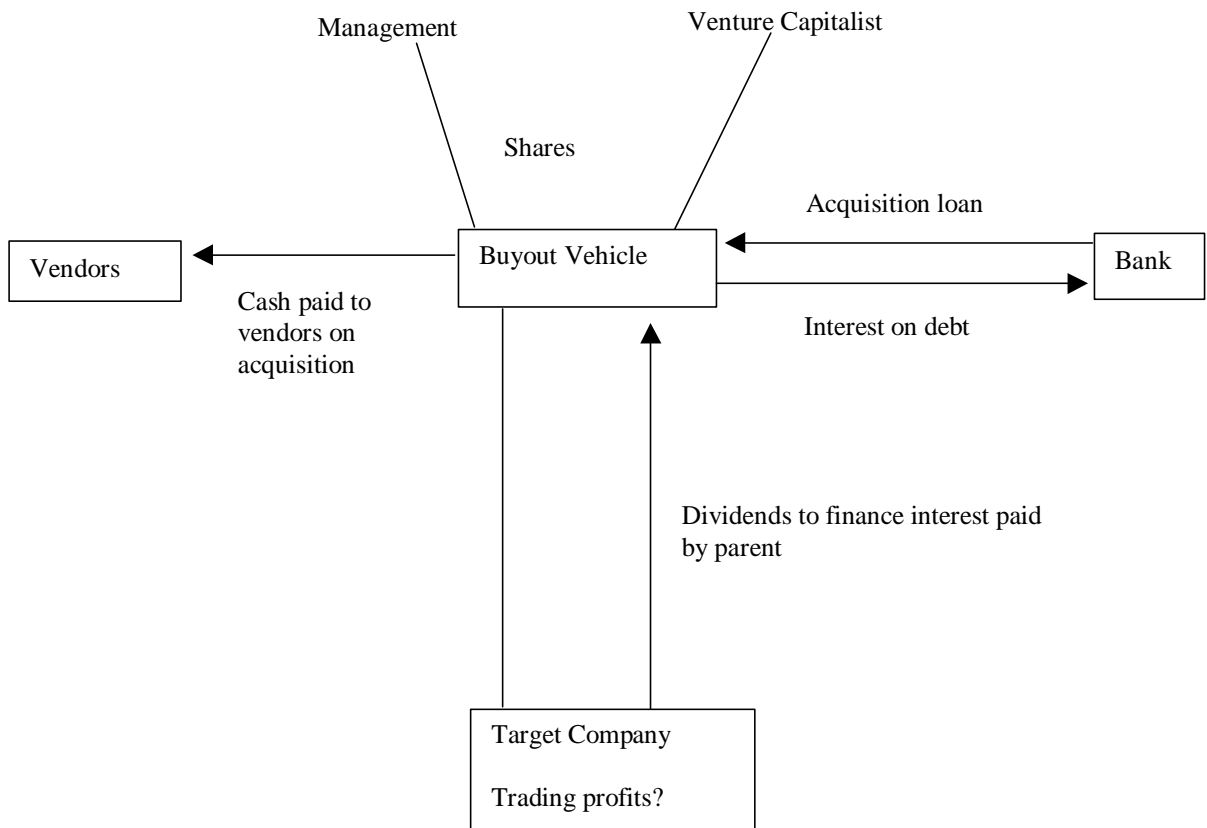 Management
Venture Capitalist
Shares
Acquisition loan
Vendors
Buyout Vehicle
Bank
Cash paid to
vendors on
acquisition
Interest on debt
Dividends to finance interest paid
by parent
Target Company
Trading profits?